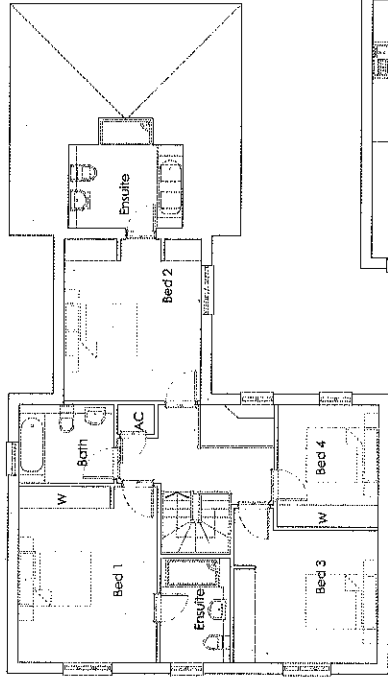 Ensuite
Bed 2
AC
Bath
W
Bed 1
Ensuite
Bed 4
W
Bed 3